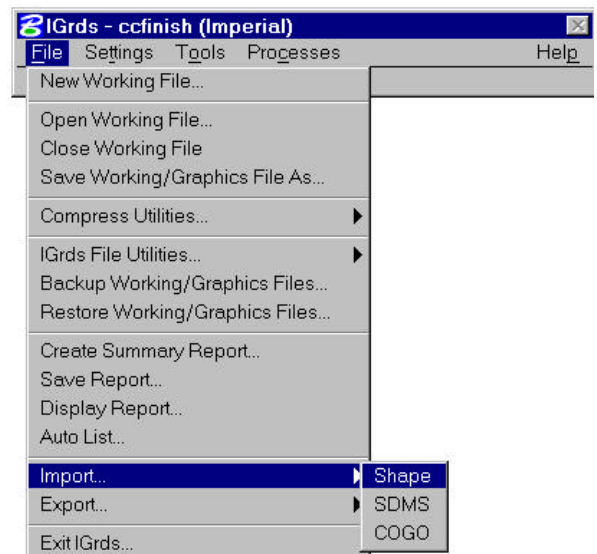 IGrds - ccfinish (Imperial)
File Settings Tools Processes Help
New Working File...
Open Working File...
Close Working File
Save Working/Graphics File As...
Compress Utilities...
IGrds File Utilities...
Backup Working/Graphics Files...
Restore Working/Graphics Files...
Create Summary Report...
Save Report...
Display Report...
Auto List...
Import... Shape
Export... SDMS
Exit IGrds... COGO